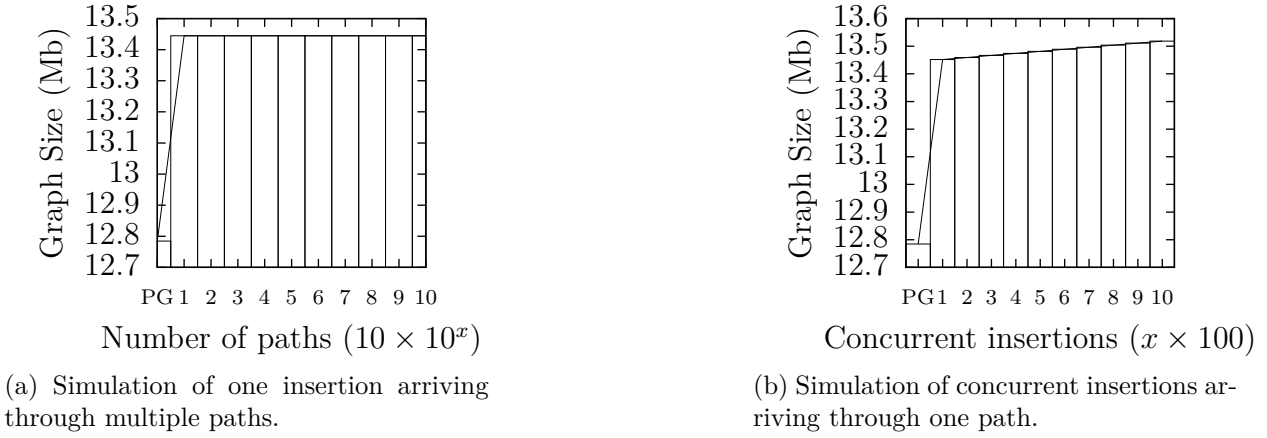 13.5
13.4
13.3
13.2
13.1
13
12.9
12.8
12.7
Graph Size (Mb)
PG 1 2 3 4 5 6 7 8 9 10
Number of paths (10 × 10^x)
(a) Simulation of one insertion arriving
through multiple paths.
13.6
13.5
13.4
13.3
13.2
13.1
13
12.9
12.8
12.7
Graph Size (Mb)
PG 1 2 3 4 5 6 7 8 9 10
Concurrent insertions (x × 100)
(b) Simulation of concurrent insertions ar-
riving through one path.